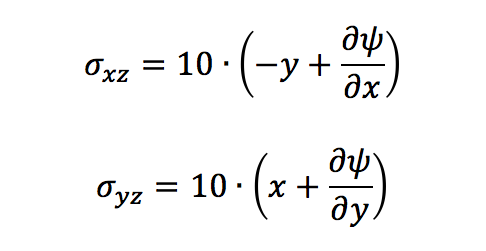 σxz = 10 · (−y + ∂ψ/∂x)
σyz = 10 · (x + ∂ψ/∂y)